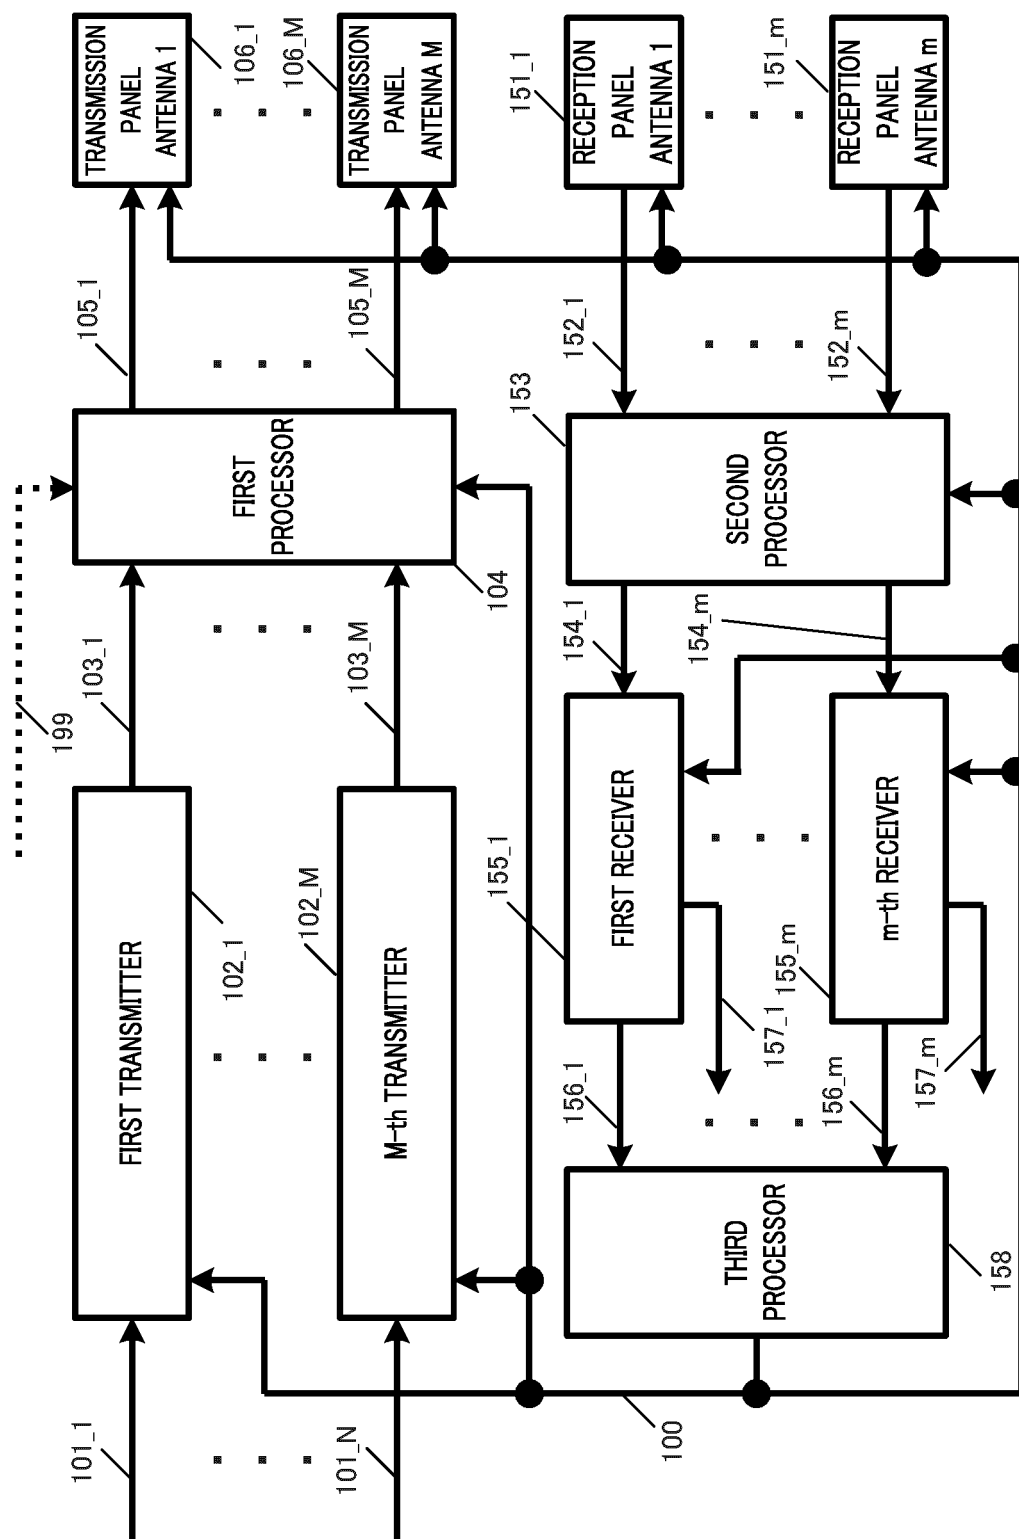 101_1
101_N
FIRST TRANSMITTER
102_1
M-th TRANSMITTER
102_M
103_1
103_M
199
FIRST
PROCESSOR
104
105_1
105_M
TRANSMISSION
PANEL
ANTENNA 1
106_1
TRANSMISSION
PANEL
ANTENNA M
106_M
RECEPTION
PANEL
ANTENNA 1
151_1
RECEPTION
PANEL
ANTENNA m
151_m
152_1
152_m
SECOND
PROCESSOR
153
154_1
154_m
FIRST RECEIVER
155_1
m-th RECEIVER
155_m
156_1
156_m
157_1
157_m
THIRD
PROCESSOR
158
100